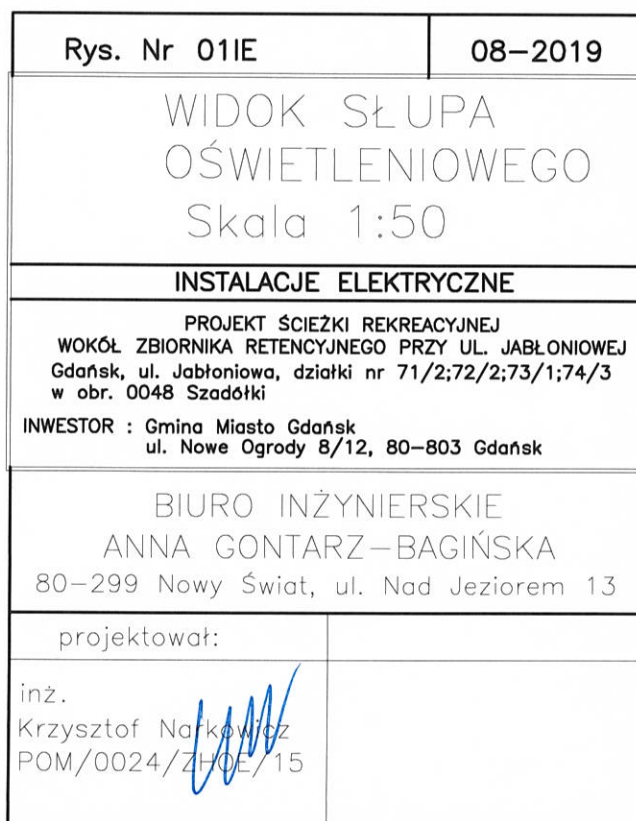 Rys. Nr 01IE 08-2019
WIDOK SŁUPA
OŚWIETLENIOWEGO
Skala 1:50
INSTALACJE ELEKTRYCZNE
PROJEKT ŚCIEŻKI REKREACYJNEJ
WOKÓŁ ZBIORNIKA RETENCYJNEGO PRZY UL. JABŁONIOWEJ
Gdańsk, ul. Jabłoniowa, działki nr 71/2;72/2;73/1;74/3
w obr. 0048 Szadółki
INWESTOR : Gmina Miasto Gdańsk
ul. Nowe Ogrody 8/12, 80-803 Gdańsk
BIURO INŻYNIERSKIE
ANNA GONTARZ-BAGIŃSKA
80-299 Nowy Świat, ul. Nad Jeziorem 13
projektował:
inż.
Krzysztof Narkowicz
POM/0024/ZHOE/15